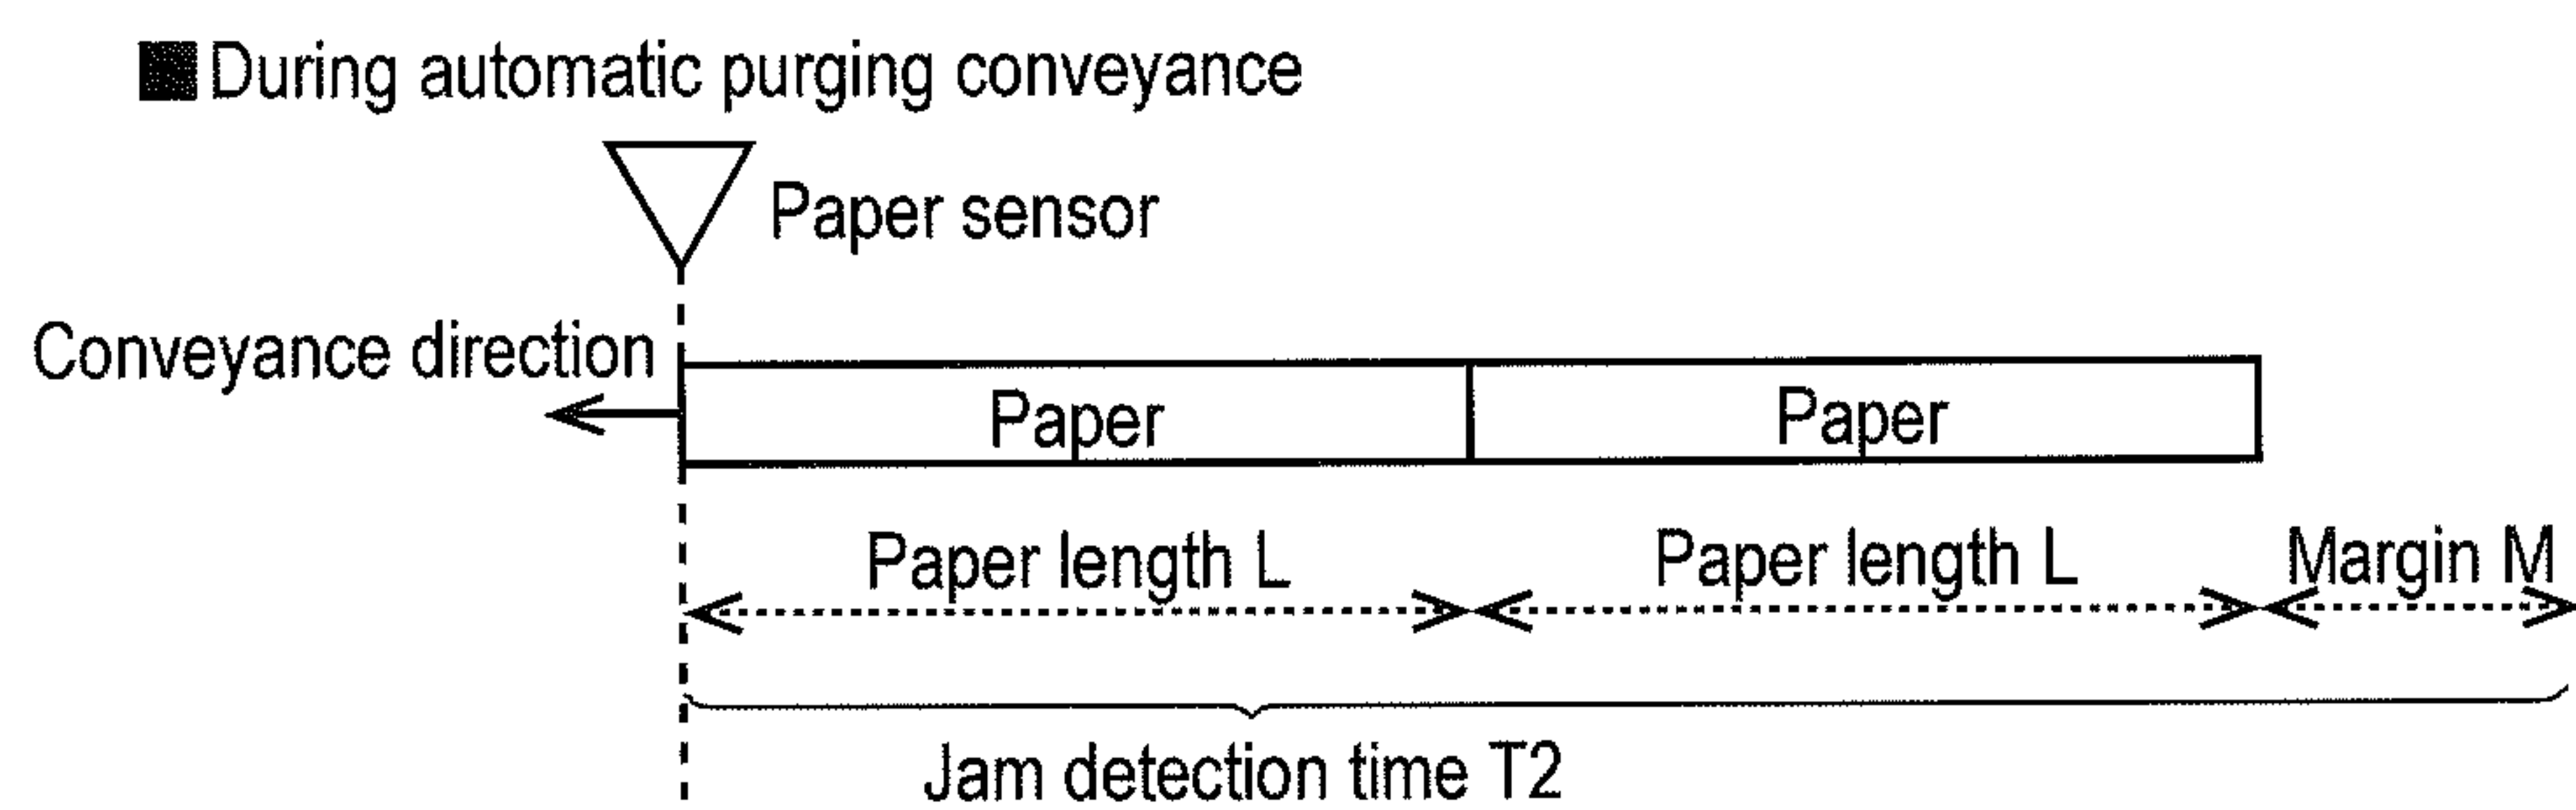 ■ During automatic purging conveyance
Paper sensor
Conveyance direction
Paper Paper
Paper length L Paper length L Margin M
Jam detection time T2